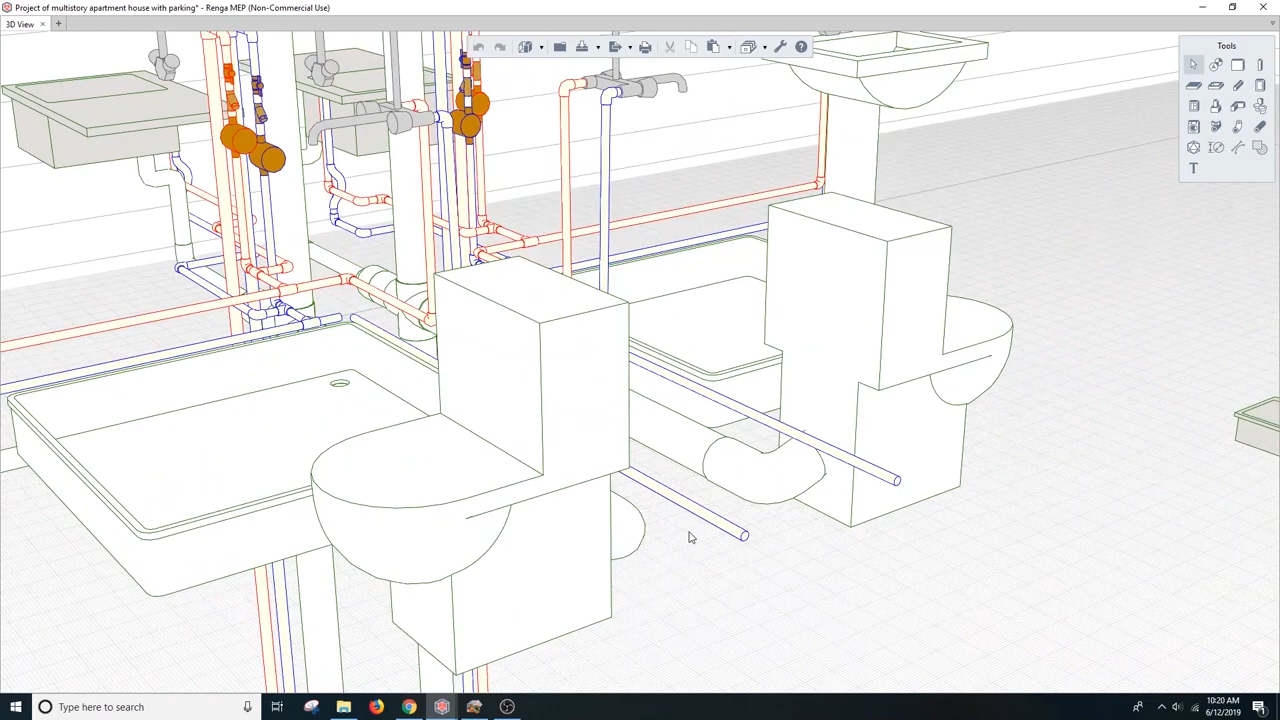 Project of multistory apartment house with parking* - Renga MEP (Non-Commercial Use)
3D View
Tools
T
Type here to search
10:20 AM
6/12/2019
1